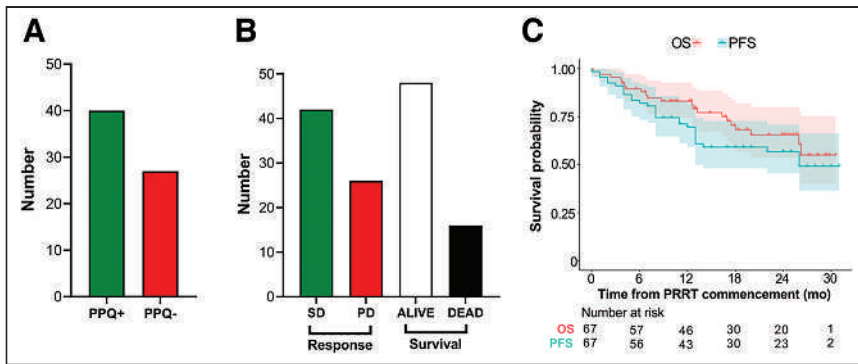 A
Number
50
40
30
20
10
0
PPQ+ PPQ-
B
Number
50
40
30
20
10
0
SD PD ALIVE DEAD
Response Survival
C
OS PFS
Survival probability
1.00
0.75
0.50
0.25
0
0 6 12 18 24 30
Time from PRRT commencement (mo)
Number at risk
OS 67 57 46 30 20 1
PFS 67 56 43 30 23 2